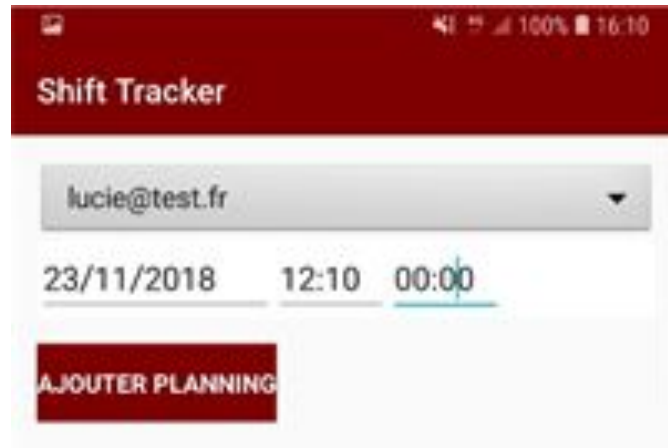 100% 16:10
Shift Tracker
lucie@test.fr
23/11/2018 12:10 00:00
AJOUTER PLANNING